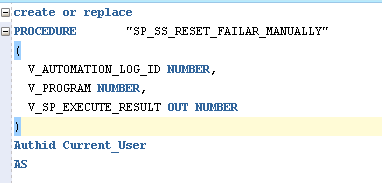 create or replace
PROCEDURE "SP_SS_RESET_FAILAR_MANUALLY"
(
V_AUTOMATION_LOG_ID NUMBER,
V_PROGRAM NUMBER,
V_SP_EXECUTE_RESULT OUT NUMBER
)
Authid Current_User
AS